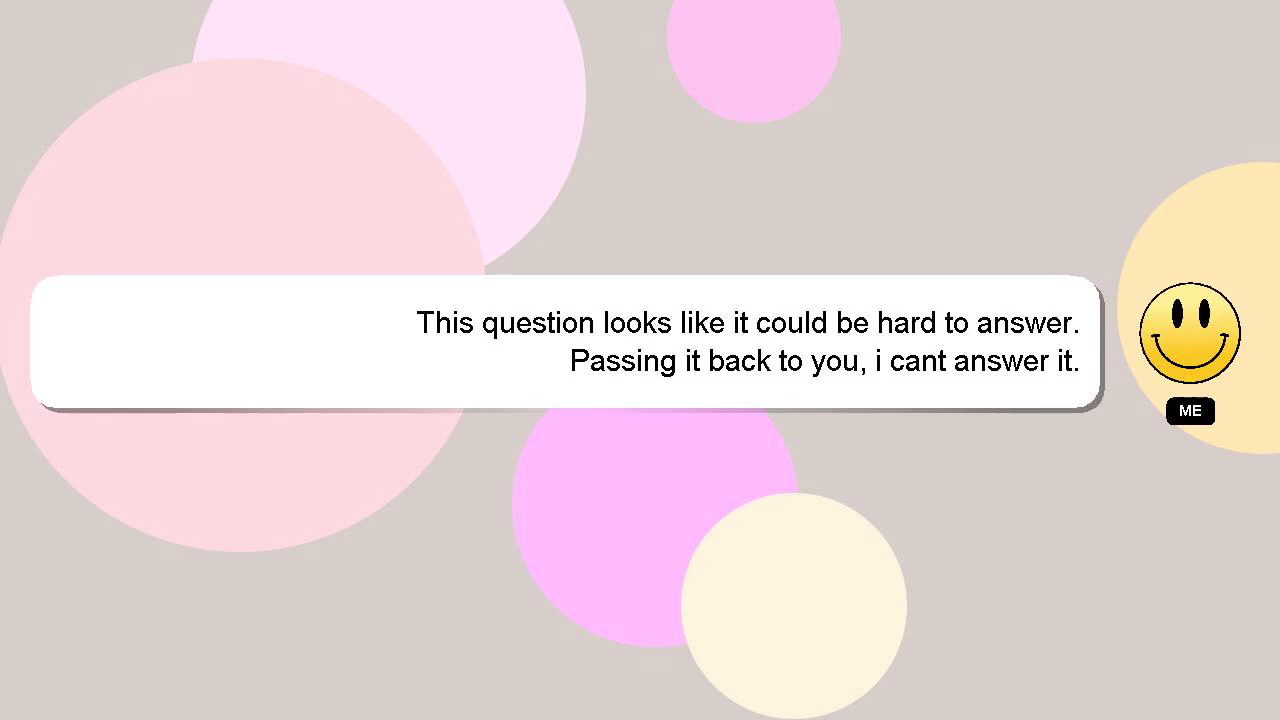 This question looks like it could be hard to answer.
Passing it back to you, i cant answer it.
ME